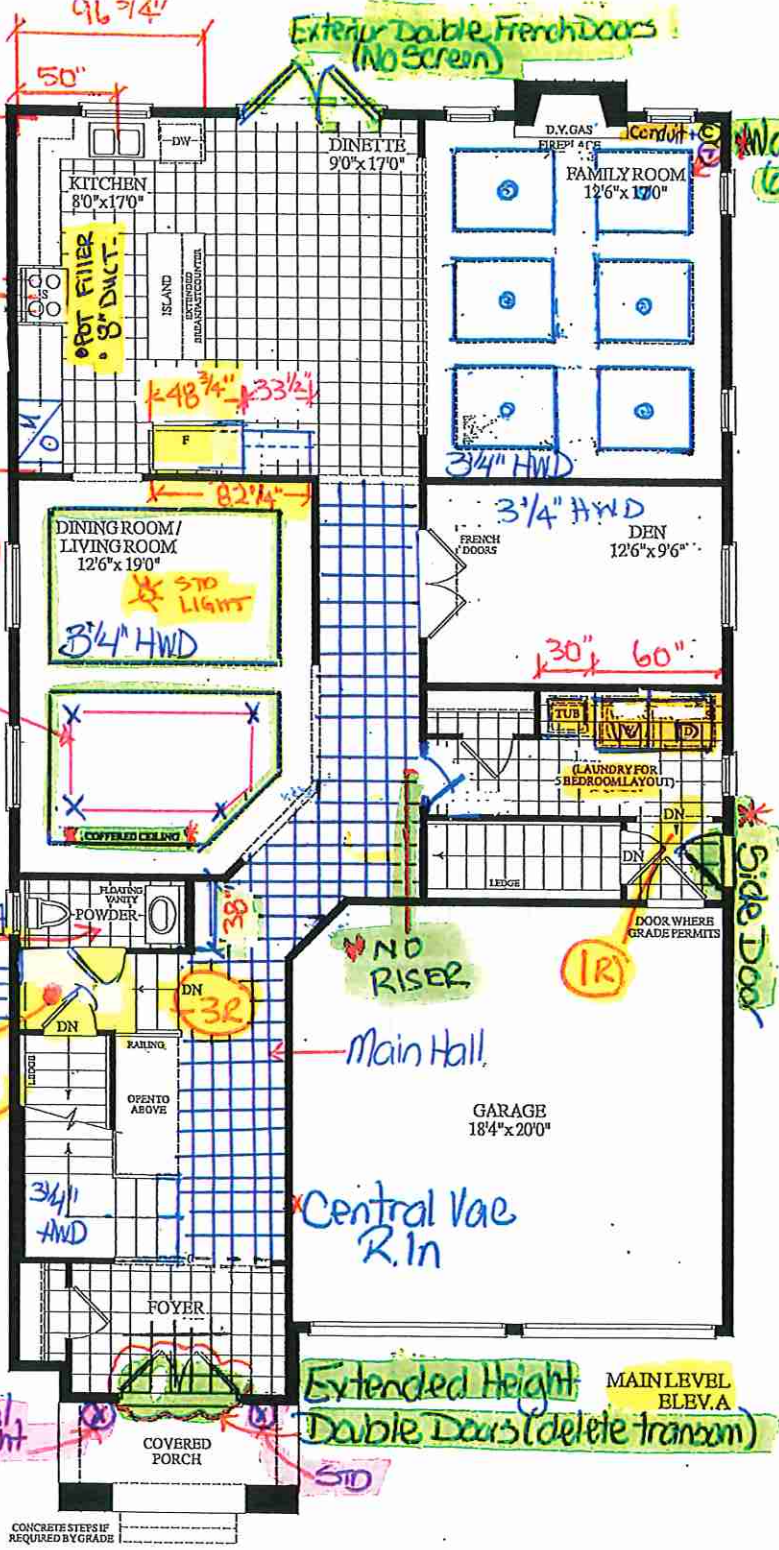 96 3/4"
50"
Exterior Double French Doors
(No Screen)
DW
DINETTE
9'0"x17'0"
KITCHEN
8'0"x17'0"
D.V. GAS
FIREPLACE
Conduit + C
T
FAMILY ROOM
12'6"x17'0"
POT FILLER
8" DUCT.
ISLAND
EXTENDED
BREAKFAST COUNTER
48 3/4"
33 1/2"
F
82 1/4"
3 1/4" HWD
3 1/4" HWD
FRENCH
DOORS
DEN
12'6"x9'6"
DINING ROOM /
LIVING ROOM
12'6"x19'0"
STD
LIGHT
3 1/4" HWD
30"
60"
TUB
W
D
(LAUNDRY FOR
5 BEDROOM LAYOUT)
COFFERED CEILING
DN
DN
LEDGE
Side Door
DOOR WHERE
GRADE PERMITS
1R
FLOATING
VANITY
POWDER
38"
NO
RISER
DN
3R
DN
RAILING
LEDGE
OPEN TO
ABOVE
Main Hall
GARAGE
18'4"x20'0"
3 1/4"
HWD
Central Vac
R.In
FOYER
Extended Height
Double Doors (delete transom)
MAIN LEVEL
ELEV. A
COVERED
PORCH
STD
CONCRETE STEPS IF
REQUIRED BY GRADE